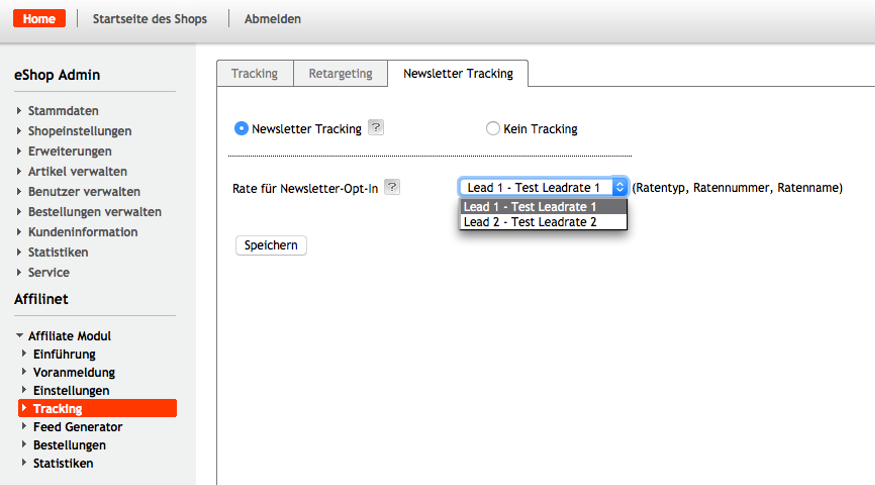 Home Startseite des Shops Abmelden
eShop Admin
Stammdaten
Shopeinstellungen
Erweiterungen
Artikel verwalten
Benutzer verwalten
Bestellungen verwalten
Kundeninformation
Statistiken
Service
Affilinet
Affiliate Modul
Einführung
Voranmeldung
Einstellungen
Tracking
Feed Generator
Bestellungen
Statistiken
Tracking Retargeting Newsletter Tracking
Newsletter Tracking ? Kein Tracking
Rate für Newsletter-Opt-In ? Lead 1 - Test Leadrate 1 (Ratentyp, Ratennummer, Ratenname)
Lead 1 - Test Leadrate 1
Lead 2 - Test Leadrate 2
Speichern